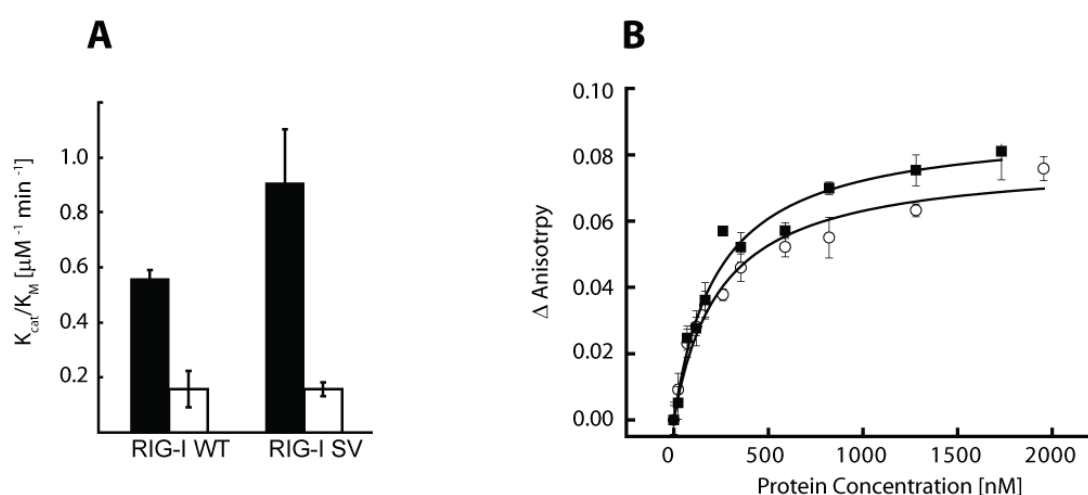 A
K_cat/K_M [µM ⁻¹ min ⁻¹]
1.0
0.8
0.6
0.4
0.2
RIG-I WT
RIG-I SV
B
Δ Anisotrpy
0.10
0.08
0.06
0.04
0.02
0.00
0 500 1000 1500 2000
Protein Concentration [nM]